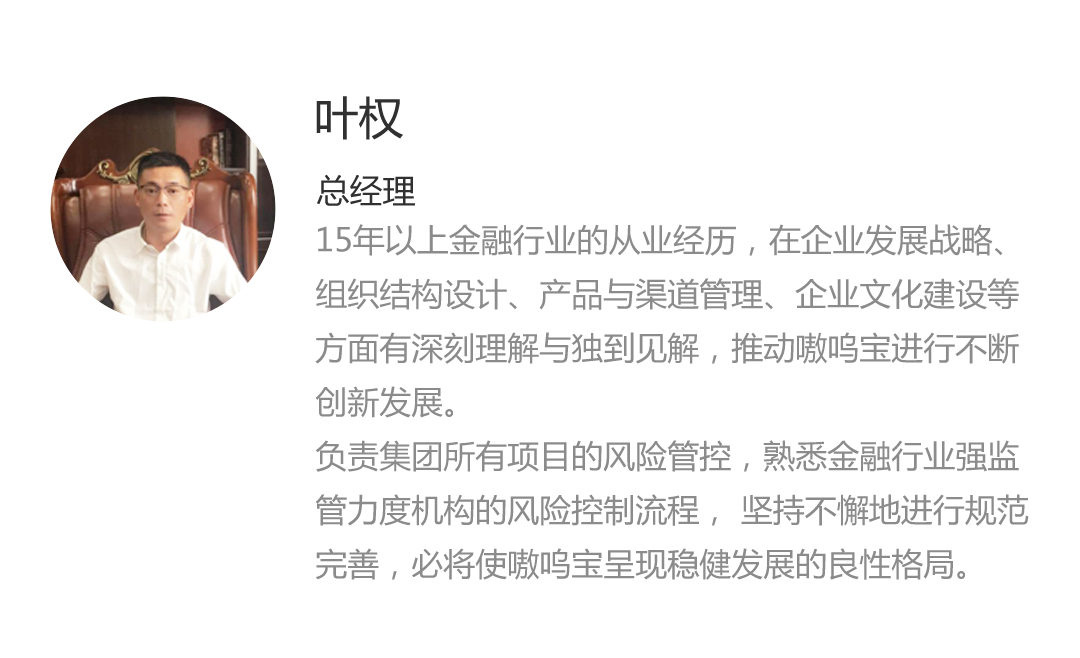 叶权
总经理
15年以上金融行业的从业经历，在企业发展战略、
组织结构设计、产品与渠道管理、企业文化建设等
方面有深刻理解与独到见解，推动嗷呜宝进行不断
创新发展。
负责集团所有项目的风险管控，熟悉金融行业强监
管力度机构的风险控制流程， 坚持不懈地进行规范
完善，必将使嗷呜宝呈现稳健发展的良性格局。